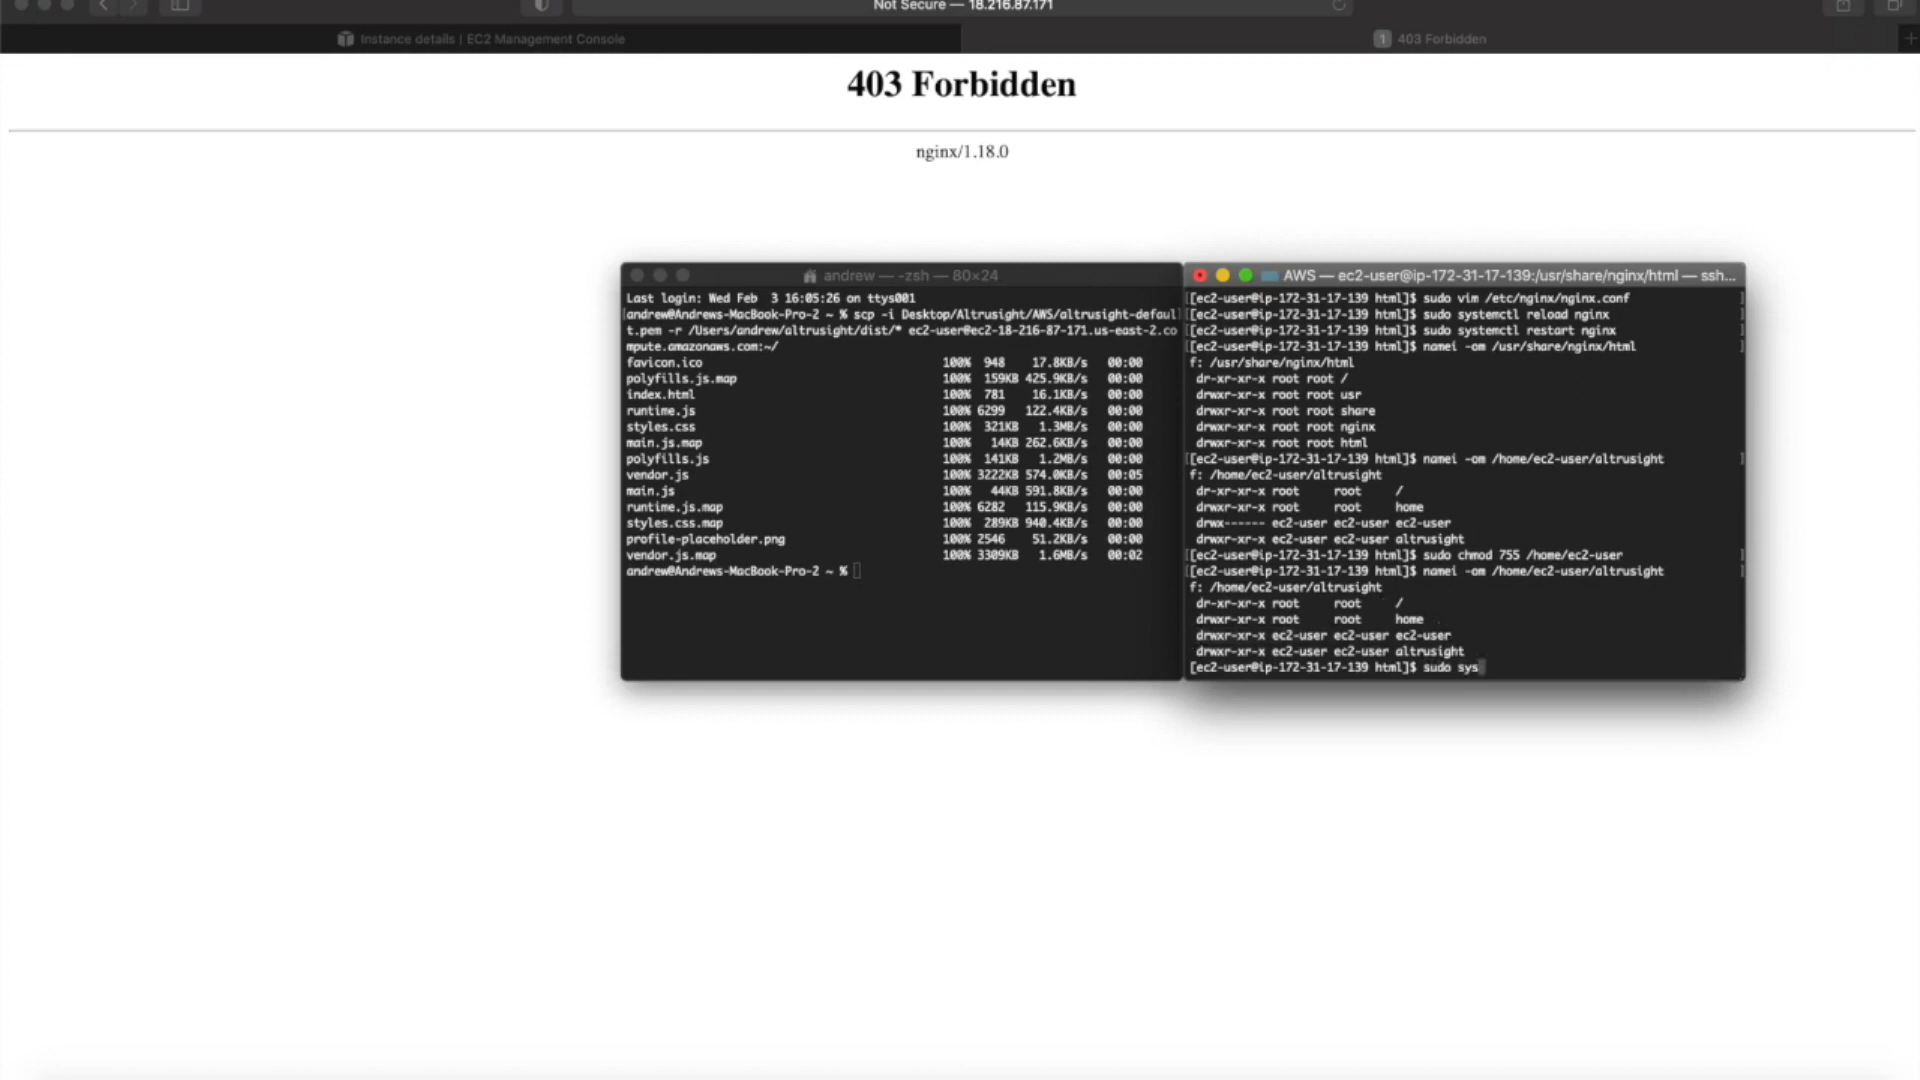 Not Secure — 18.216.87.171
Instance details | EC2 Management Console
1 403 Forbidden
403 Forbidden
nginx/1.18.0
andrew — -zsh — 80×24
Last login: Wed Feb  3 16:05:26 on ttys001
[andrew@Andrews-MacBook-Pro-2 ~ % scp -i Desktop/Altrusight/AWS/altrusight-defaul]
t.pem -r /Users/andrew/altrusight/dist/* ec2-user@ec2-18-216-87-171.us-east-2.co
mpute.amazonaws.com:~/
favicon.ico 100% 948 17.8KB/s 00:00
polyfills.js.map 100% 159KB 425.9KB/s 00:00
index.html 100% 781 16.1KB/s 00:00
runtime.js 100% 6299 122.4KB/s 00:00
styles.css 100% 321KB 1.3MB/s 00:00
main.js.map 100% 14KB 262.6KB/s 00:00
polyfills.js 100% 141KB 1.2MB/s 00:00
vendor.js 100% 3222KB 574.0KB/s 00:05
main.js 100% 44KB 591.8KB/s 00:00
runtime.js.map 100% 6282 115.9KB/s 00:00
styles.css.map 100% 289KB 940.4KB/s 00:00
profile-placeholder.png 100% 2546 51.2KB/s 00:00
vendor.js.map 100% 3309KB 1.6MB/s 00:02
andrew@Andrews-MacBook-Pro-2 ~ %
AWS — ec2-user@ip-172-31-17-139:/usr/share/nginx/html — ssh...
[[ec2-user@ip-172-31-17-139 html]$ sudo vim /etc/nginx/nginx.conf ]
[[ec2-user@ip-172-31-17-139 html]$ sudo systemctl reload nginx ]
[[ec2-user@ip-172-31-17-139 html]$ sudo systemctl restart nginx ]
[[ec2-user@ip-172-31-17-139 html]$ namei -om /usr/share/nginx/html ]
f: /usr/share/nginx/html
dr-xr-xr-x root root /
drwxr-xr-x root root usr
drwxr-xr-x root root share
drwxr-xr-x root root nginx
drwxr-xr-x root root html
[[ec2-user@ip-172-31-17-139 html]$ namei -om /home/ec2-user/altrusight ]
f: /home/ec2-user/altrusight
dr-xr-xr-x root root /
drwxr-xr-x root root home
drwx------ ec2-user ec2-user ec2-user
drwxr-xr-x ec2-user ec2-user altrusight
[[ec2-user@ip-172-31-17-139 html]$ sudo chmod 755 /home/ec2-user ]
[[ec2-user@ip-172-31-17-139 html]$ namei -om /home/ec2-user/altrusight ]
f: /home/ec2-user/altrusight
dr-xr-xr-x root root /
drwxr-xr-x root root home
drwxr-xr-x ec2-user ec2-user ec2-user
drwxr-xr-x ec2-user ec2-user altrusight
[ec2-user@ip-172-31-17-139 html]$ sudo sys